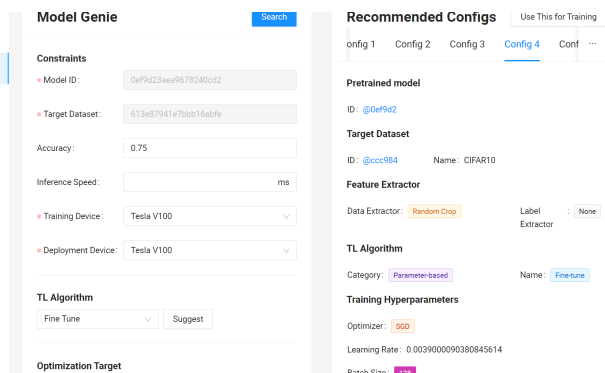 Model Genie
Search
Constraints
* Model ID:
0ef9d23aea9678240cd2
* Target Dataset:
613e87941e7bbb16abfe
Accuracy:
0.75
Inference Speed:
ms
* Training Device:
Tesla V100
* Deployment Device:
Tesla V100
TL Algorithm
Fine Tune
Suggest
Optimization Target
Recommended Configs
Use This for Training
onfig 1 Config 2 Config 3 Config 4 Conf ···
Pretrained model
ID: @0ef9d2
Target Dataset
ID: @ccc984 Name: CIFAR10
Feature Extractor
Data Extractor: Random Crop
Label Extractor: None
TL Algorithm
Category: Parameter-based Name: Fine-tune
Training Hyperparameters
Optimizer: SGD
Learning Rate: 0.0039000090380845614
Batch Size: